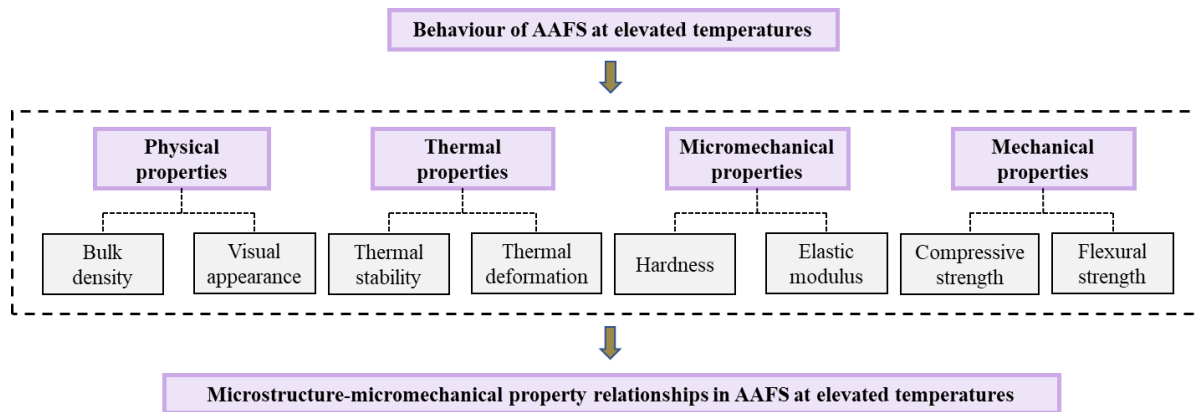 Behaviour of AAFS at elevated temperatures
Physical
properties
Thermal
properties
Micromechanical
properties
Mechanical
properties
Bulk
density
Visual
appearance
Thermal
stability
Thermal
deformation
Hardness
Elastic
modulus
Compressive
strength
Flexural
strength
Microstructure-micromechanical property relationships in AAFS at elevated temperatures